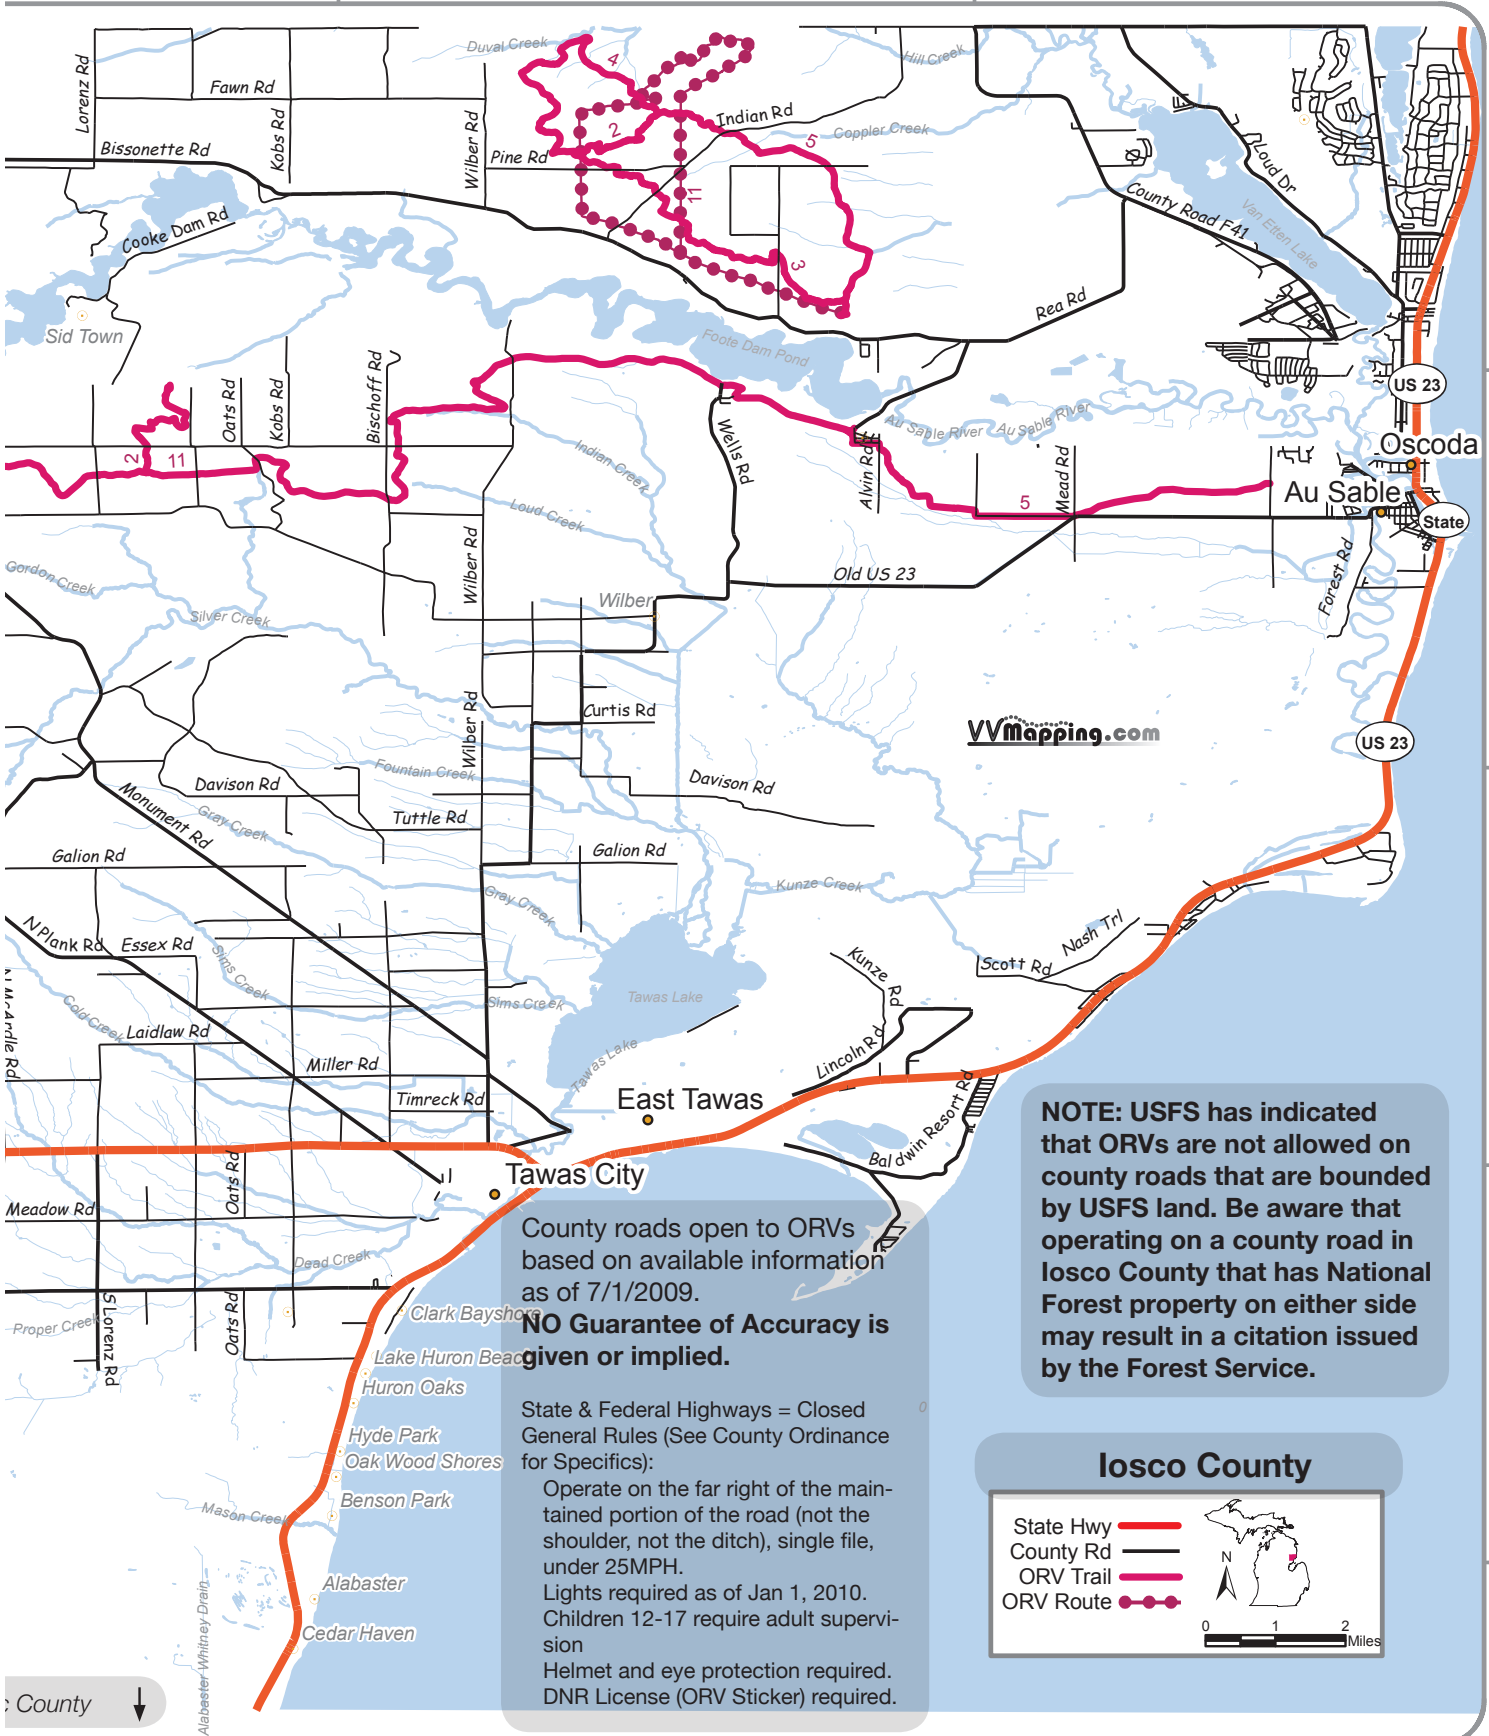 Duval Creek
4
Hill Creek
Lorenz Rd
Fawn Rd
Kobs Rd
Wilber Rd
Indian Rd
2
5
Coppler Creek
Bissonette Rd
Pine Rd
11
3
Loud Dr
County Road F41
Van Etten Lake
Cooke Dam Rd
Rea Rd
Sid Town
Foote Dam Pond
US 23
Oats Rd
Kobs Rd
Bischoff Rd
Wells Rd
Au Sable River
Au Sable River
Oscoda
2
11
Indian Creek
Alvin Rd
Mead Rd
5
Au Sable
State
Loud Creek
Wilber Rd
Old US 23
Forest Rd
Gordon Creek
Silver Creek
Wilber
Curtis Rd
Wilber Rd
VVMapping.com
US 23
Fountain Creek
Davison Rd
Davison Rd
Monument Rd
Gray Creek
Tuttle Rd
Galion Rd
Galion Rd
Gray Creek
Kunze Creek
N Plank Rd
Essex Rd
Sims Creek
Kunze Rd
Nash Trl
Scott Rd
N McArdle Rd
Cold Creek
Sims Creek
Tawas Lake
Laidlaw Rd
Lincoln Rd
Tawas Lake
Miller Rd
Timreck Rd
East Tawas
Baldwin Resort Rd
Oats Rd
Tawas City
Meadow Rd
Dead Creek
S Lorenz Rd
Oats Rd
Proper Creek
Clark Bayshore
Lake Huron Beac
Huron Oaks
Hyde Park
Oak Wood Shores
Benson Park
Mason Creek
Alabaster
Alabaster Whitney Drain
Cedar Haven
c County
County roads open to ORVs
based on available information
as of 7/1/2009.
NO Guarantee of Accuracy is
given or implied.
State & Federal Highways = Closed
General Rules (See County Ordinance
for Specifics):
Operate on the far right of the main-
tained portion of the road (not the
shoulder, not the ditch), single file,
under 25MPH.
Lights required as of Jan 1, 2010.
Children 12-17 require adult supervi-
sion
Helmet and eye protection required.
DNR License (ORV Sticker) required.
0
NOTE: USFS has indicated
that ORVs are not allowed on
county roads that are bounded
by USFS land. Be aware that
operating on a county road in
Iosco County that has National
Forest property on either side
may result in a citation issued
by the Forest Service.
Iosco County
State Hwy
County Rd
ORV Trail
ORV Route
N
0 1 2
Miles